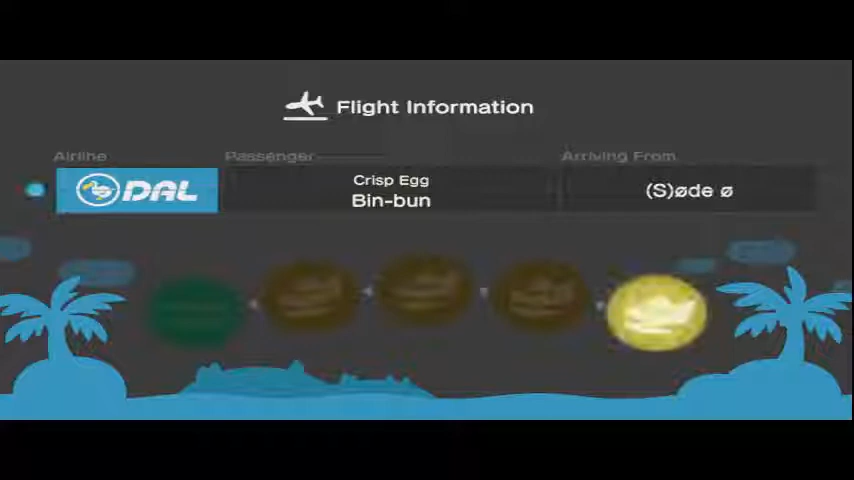 Flight Information
Airline Passenger Arriving From
DAL Crisp Egg (S)øde ø
Bin-bun